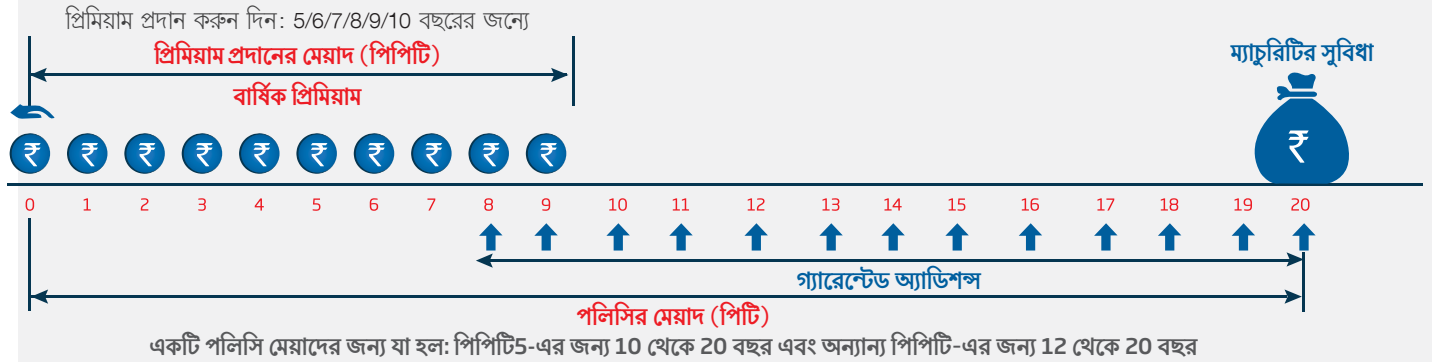 প্রিমিয়াম প্রদান করুন দিন: 5/6/7/8/9/10 বছরের জন্যে
প্রিমিয়াম প্রদানের মেয়াদ (পিপিটি)
ম্যাচুরিটির সুবিধা
বার্ষিক প্রিমিয়াম
₹ ₹ ₹ ₹ ₹ ₹ ₹ ₹ ₹ ₹ ₹
0 1 2 3 4 5 6 7 8 9 10 11 12 13 14 15 16 17 18 19 20
গ্যারেন্টেড অ্যাডিশন্স
পলিসির মেয়াদ (পিটি)
একটি পলিসি মেয়াদের জন্য যা হল: পিপিটি5-এর জন্য 10 থেকে 20 বছর এবং অন্যান্য পিপিটি-এর জন্য 12 থেকে 20 বছর